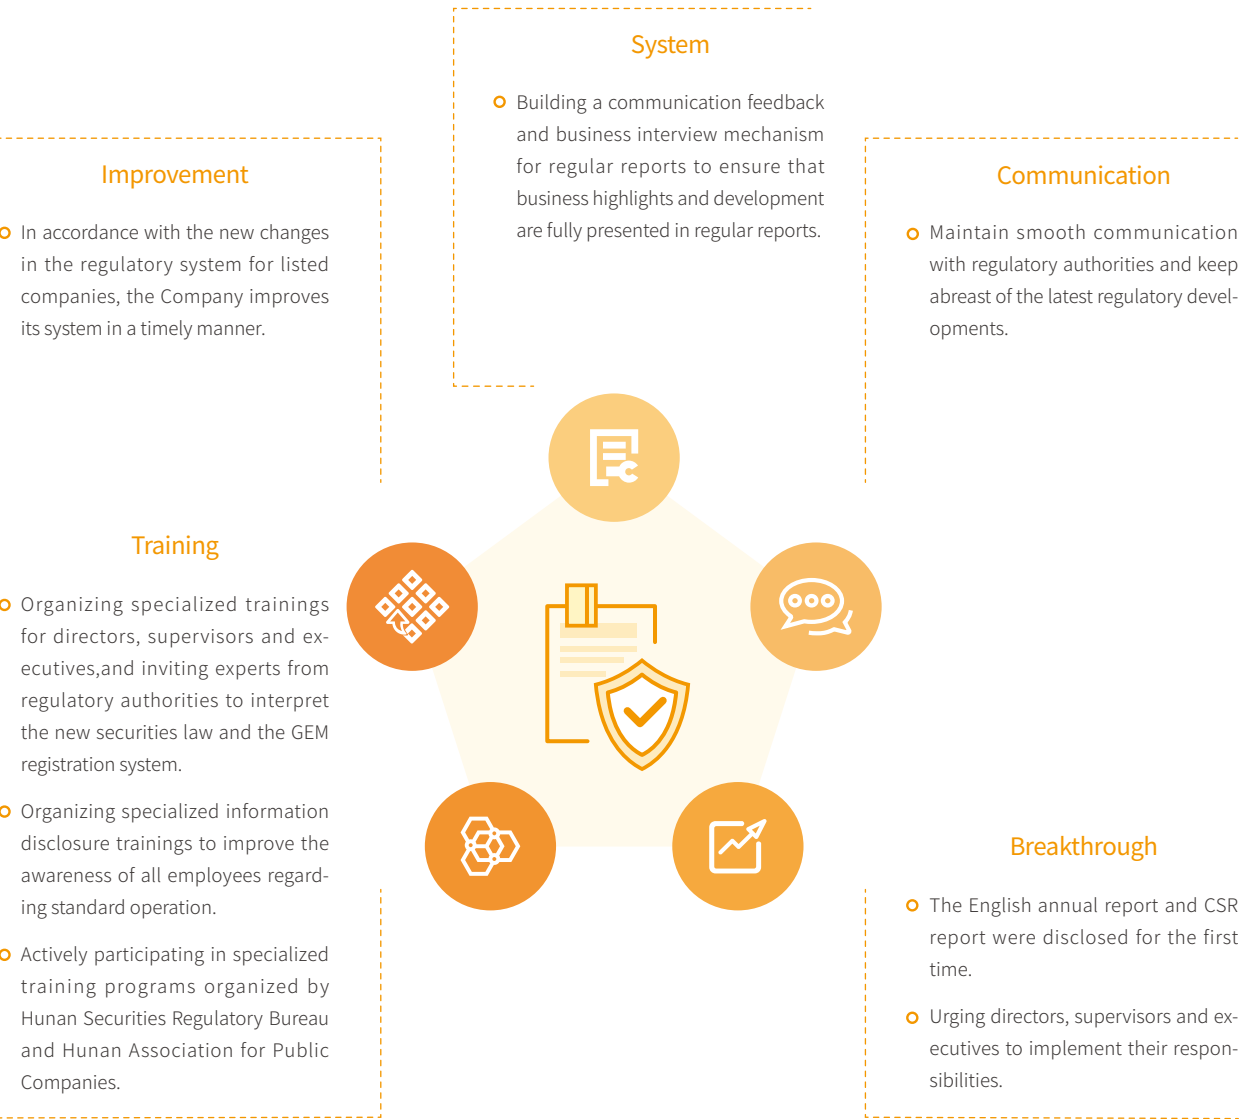 System
Building a communication feedback
and business interview mechanism
for regular reports to ensure that
business highlights and development
are fully presented in regular reports.
Improvement
In accordance with the new changes
in the regulatory system for listed
companies, the Company improves
its system in a timely manner.
Communication
Maintain smooth communication
with regulatory authorities and keep
abreast of the latest regulatory devel-
opments.
Training
Organizing specialized trainings
for directors, supervisors and ex-
ecutives,and inviting experts from
regulatory authorities to interpret
the new securities law and the GEM
registration system.
Organizing specialized information
disclosure trainings to improve the
awareness of all employees regard-
ing standard operation.
Actively participating in specialized
training programs organized by
Hunan Securities Regulatory Bureau
and Hunan Association for Public
Companies.
Breakthrough
The English annual report and CSR
report were disclosed for the first
time.
Urging directors, supervisors and ex-
ecutives to implement their respon-
sibilities.